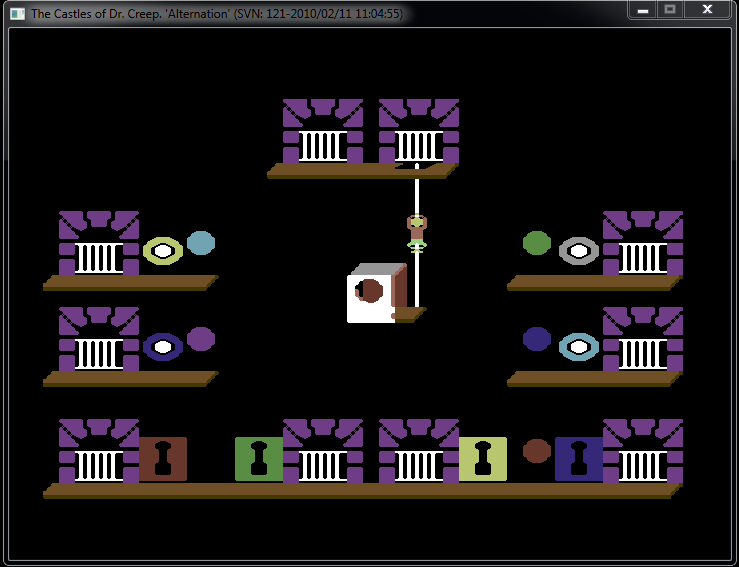 The Castles of Dr. Creep. 'Alternation' (SVN: 121-2010/02/11 11:04:55)